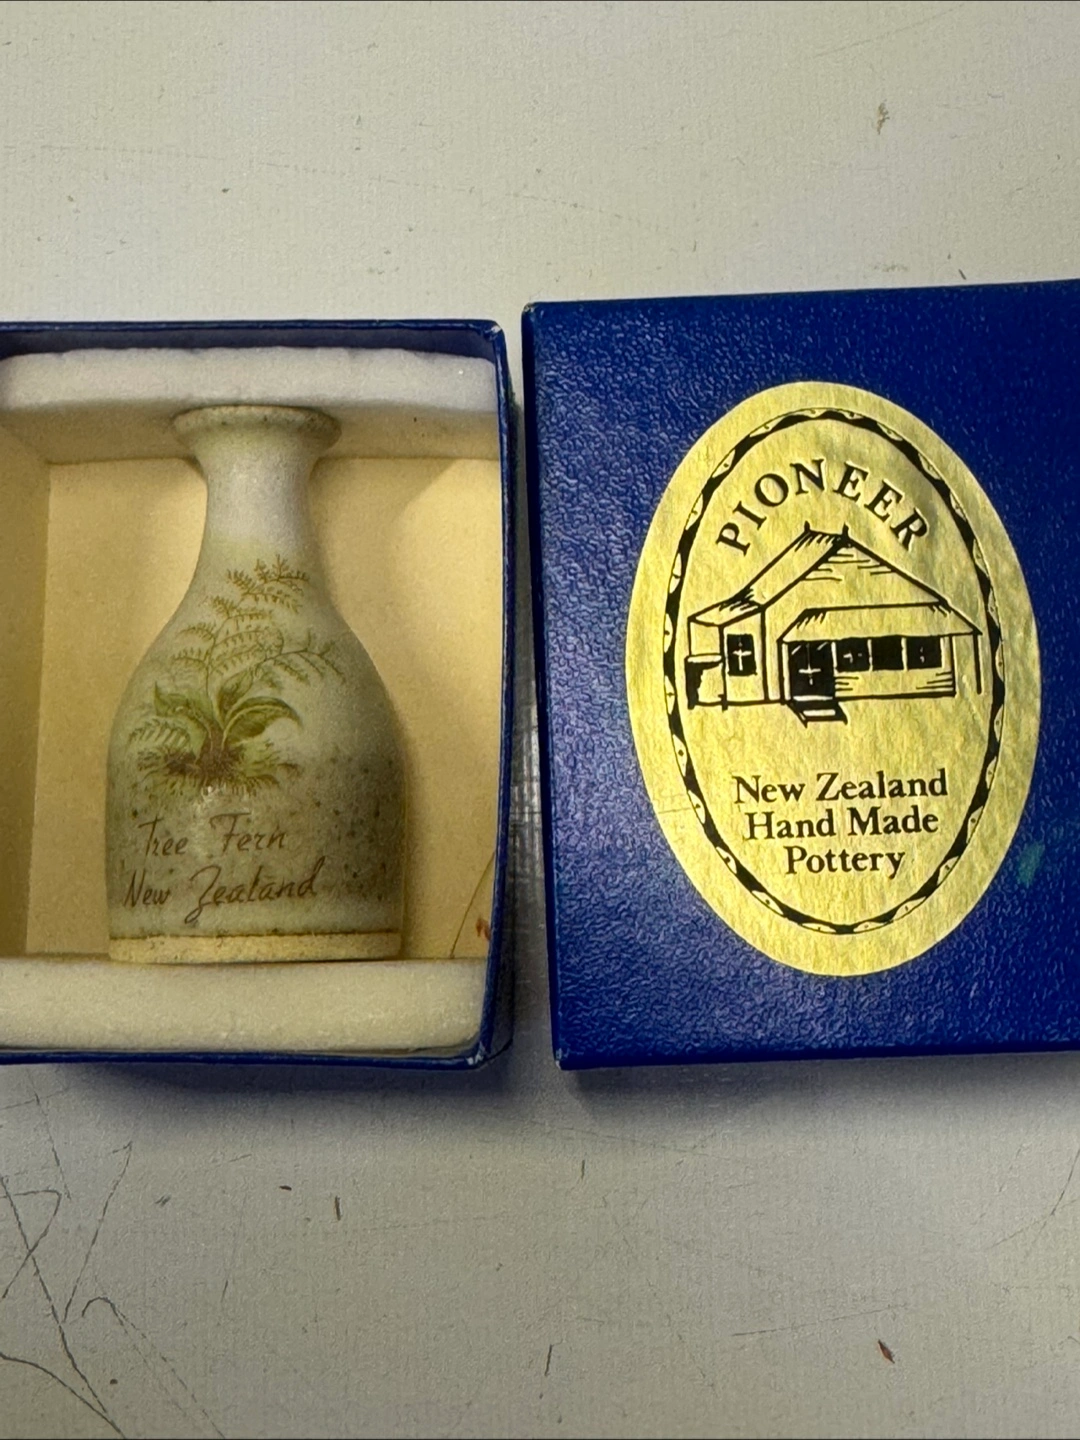 Tree Fern
New Zealand
PIONEER
New Zealand
Hand Made
Pottery